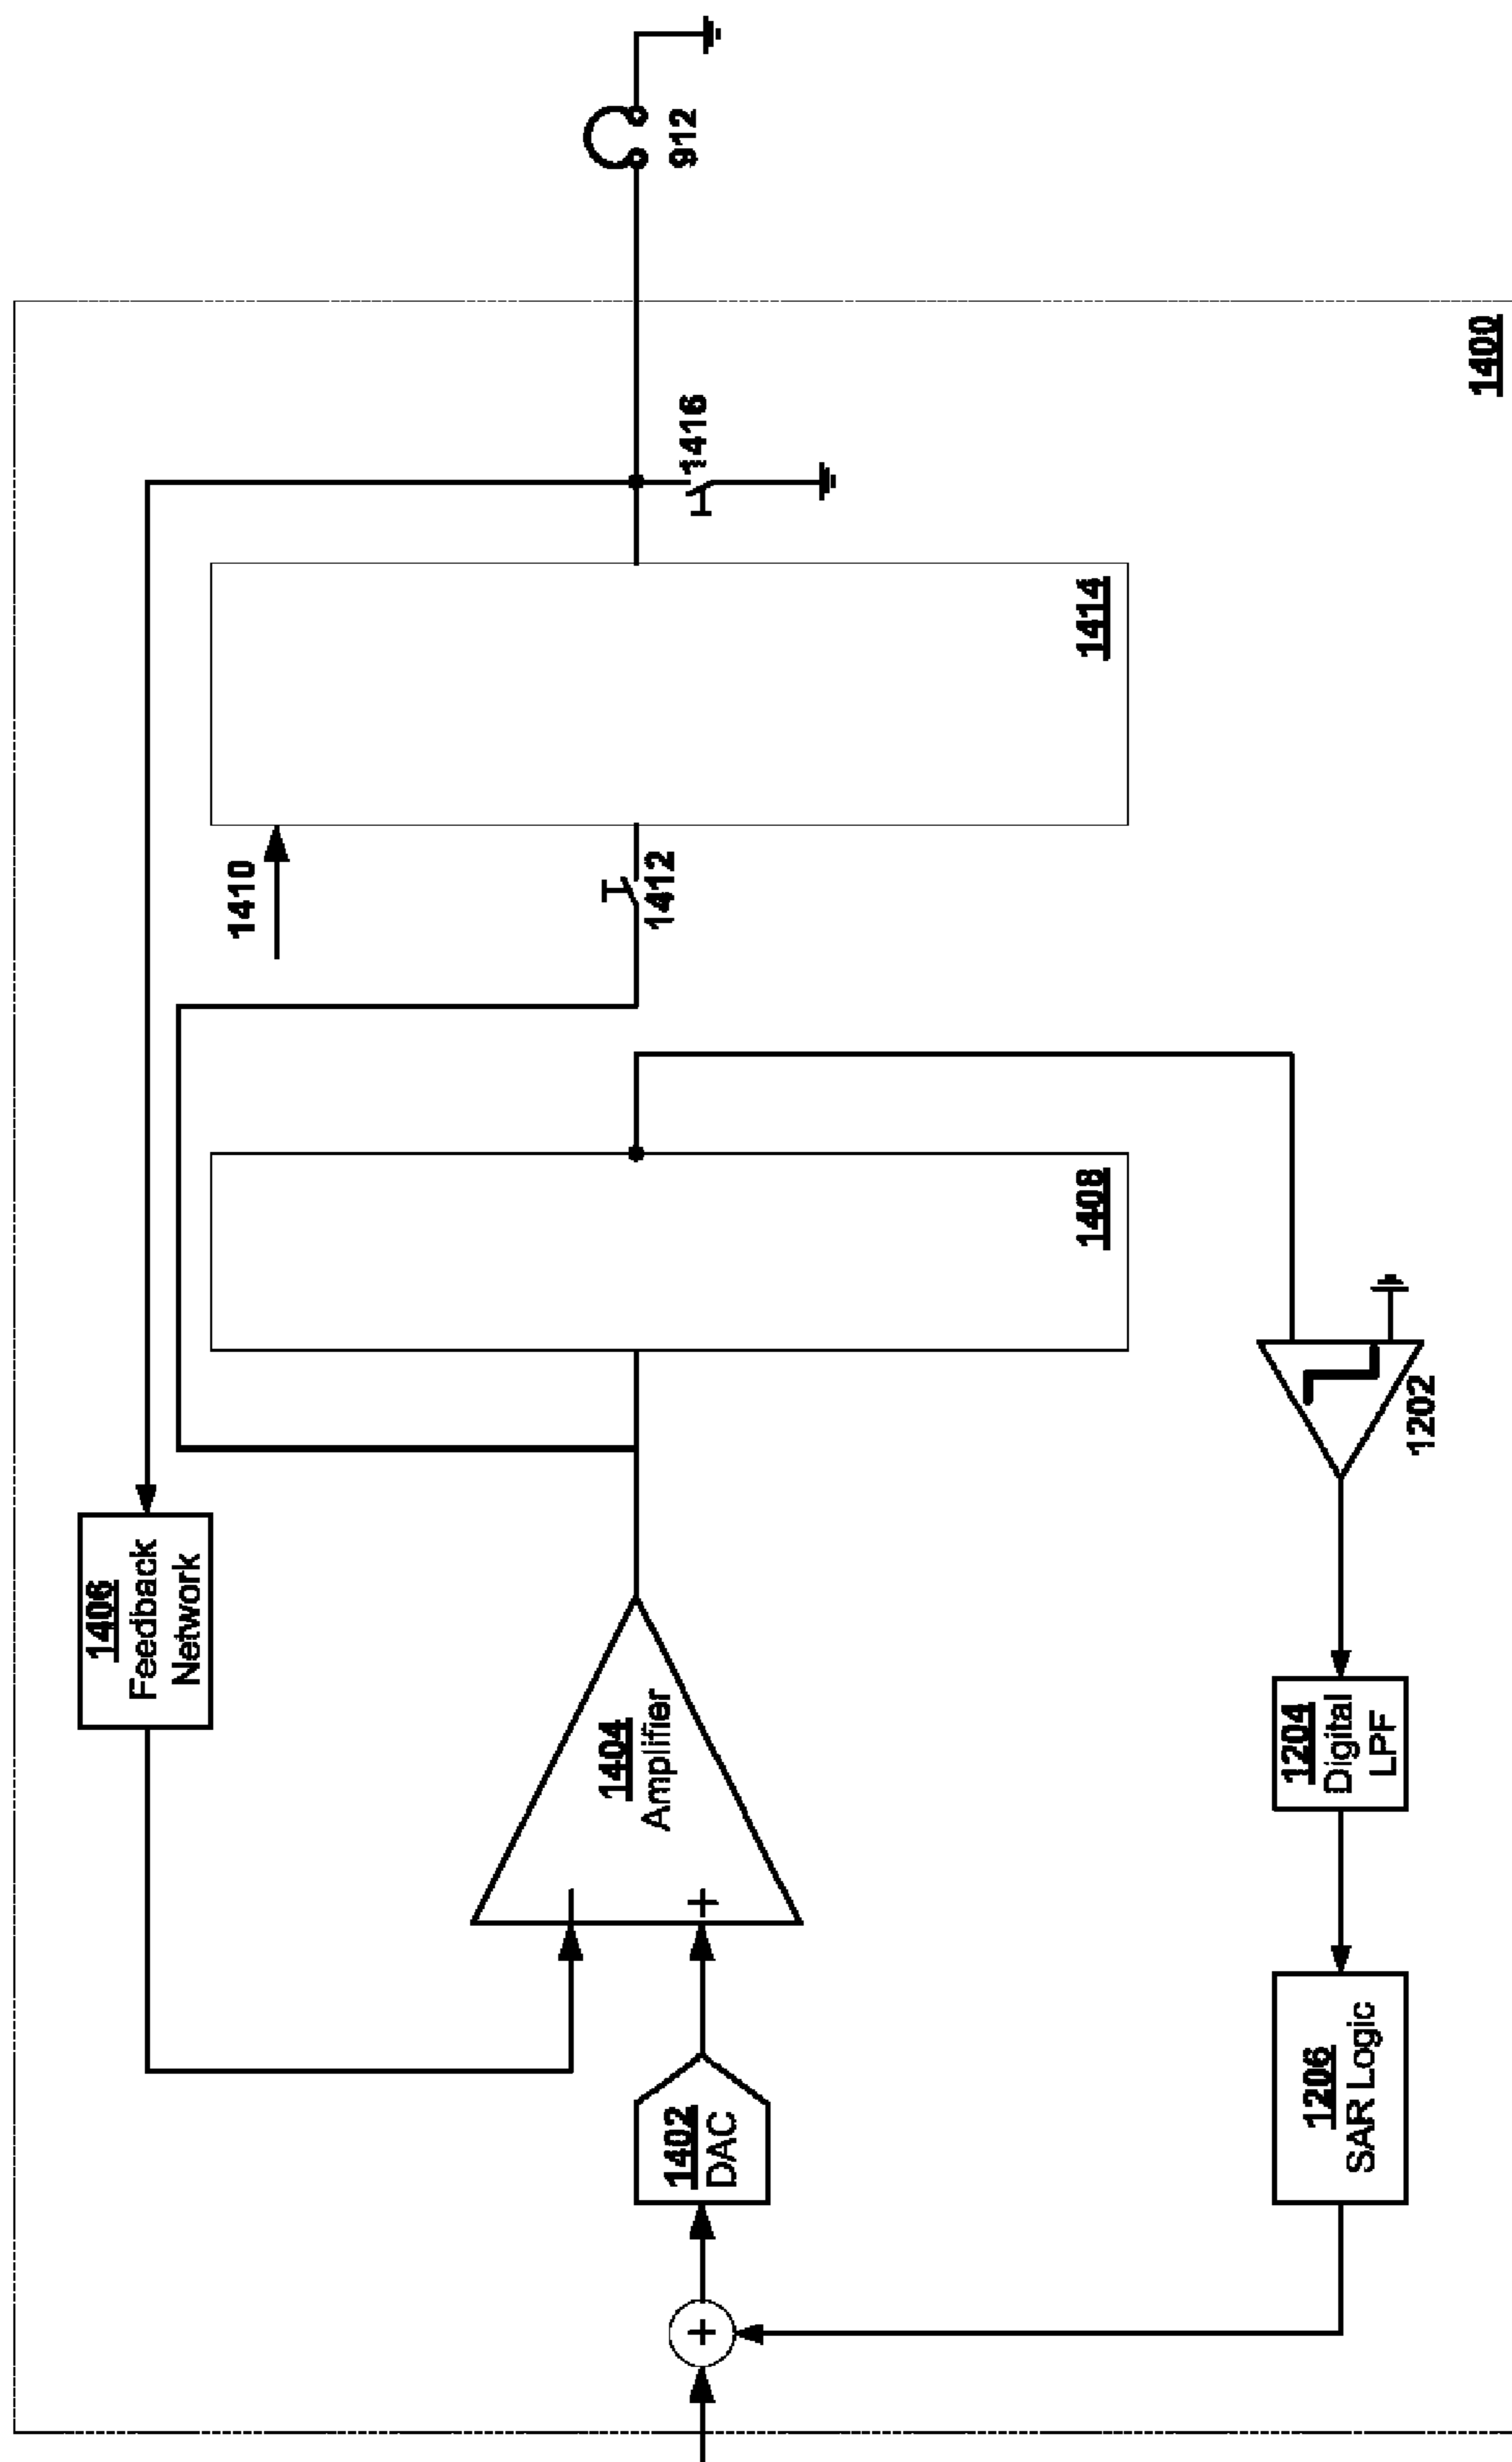 1406
Feedback
Network
1410
912
1416
1412
1414
1408
1404
Amplifier
−
+
1402
DAC
+
1202
1204
Digital
LPF
1206
SAR Logic
1400